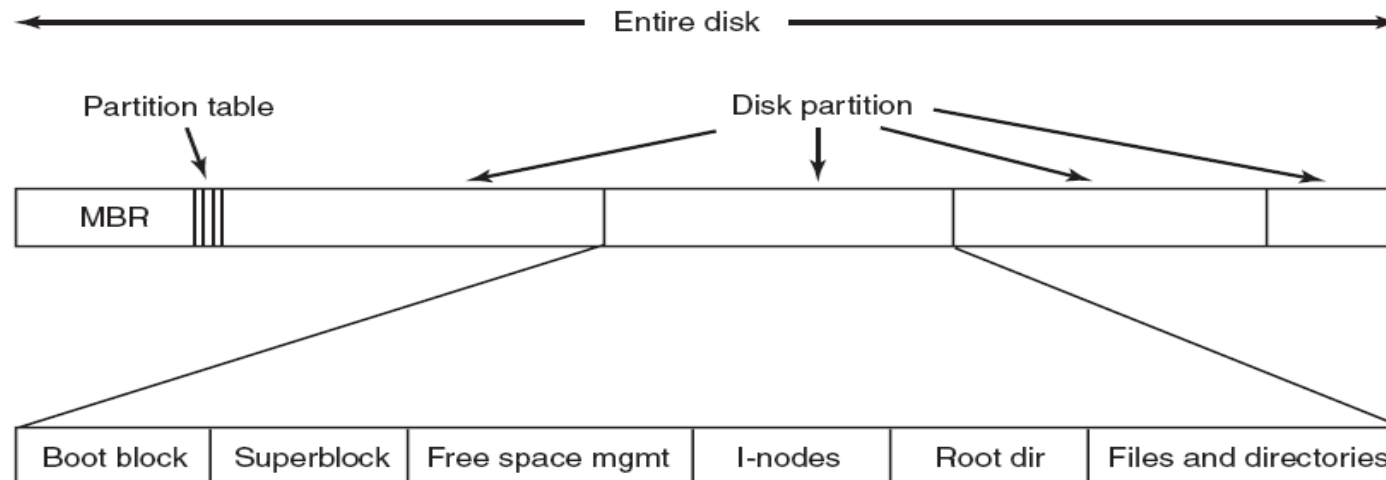 Entire disk
Partition table
Disk partition
MBR
Boot block
Superblock
Free space mgmt
I-nodes
Root dir
Files and directories